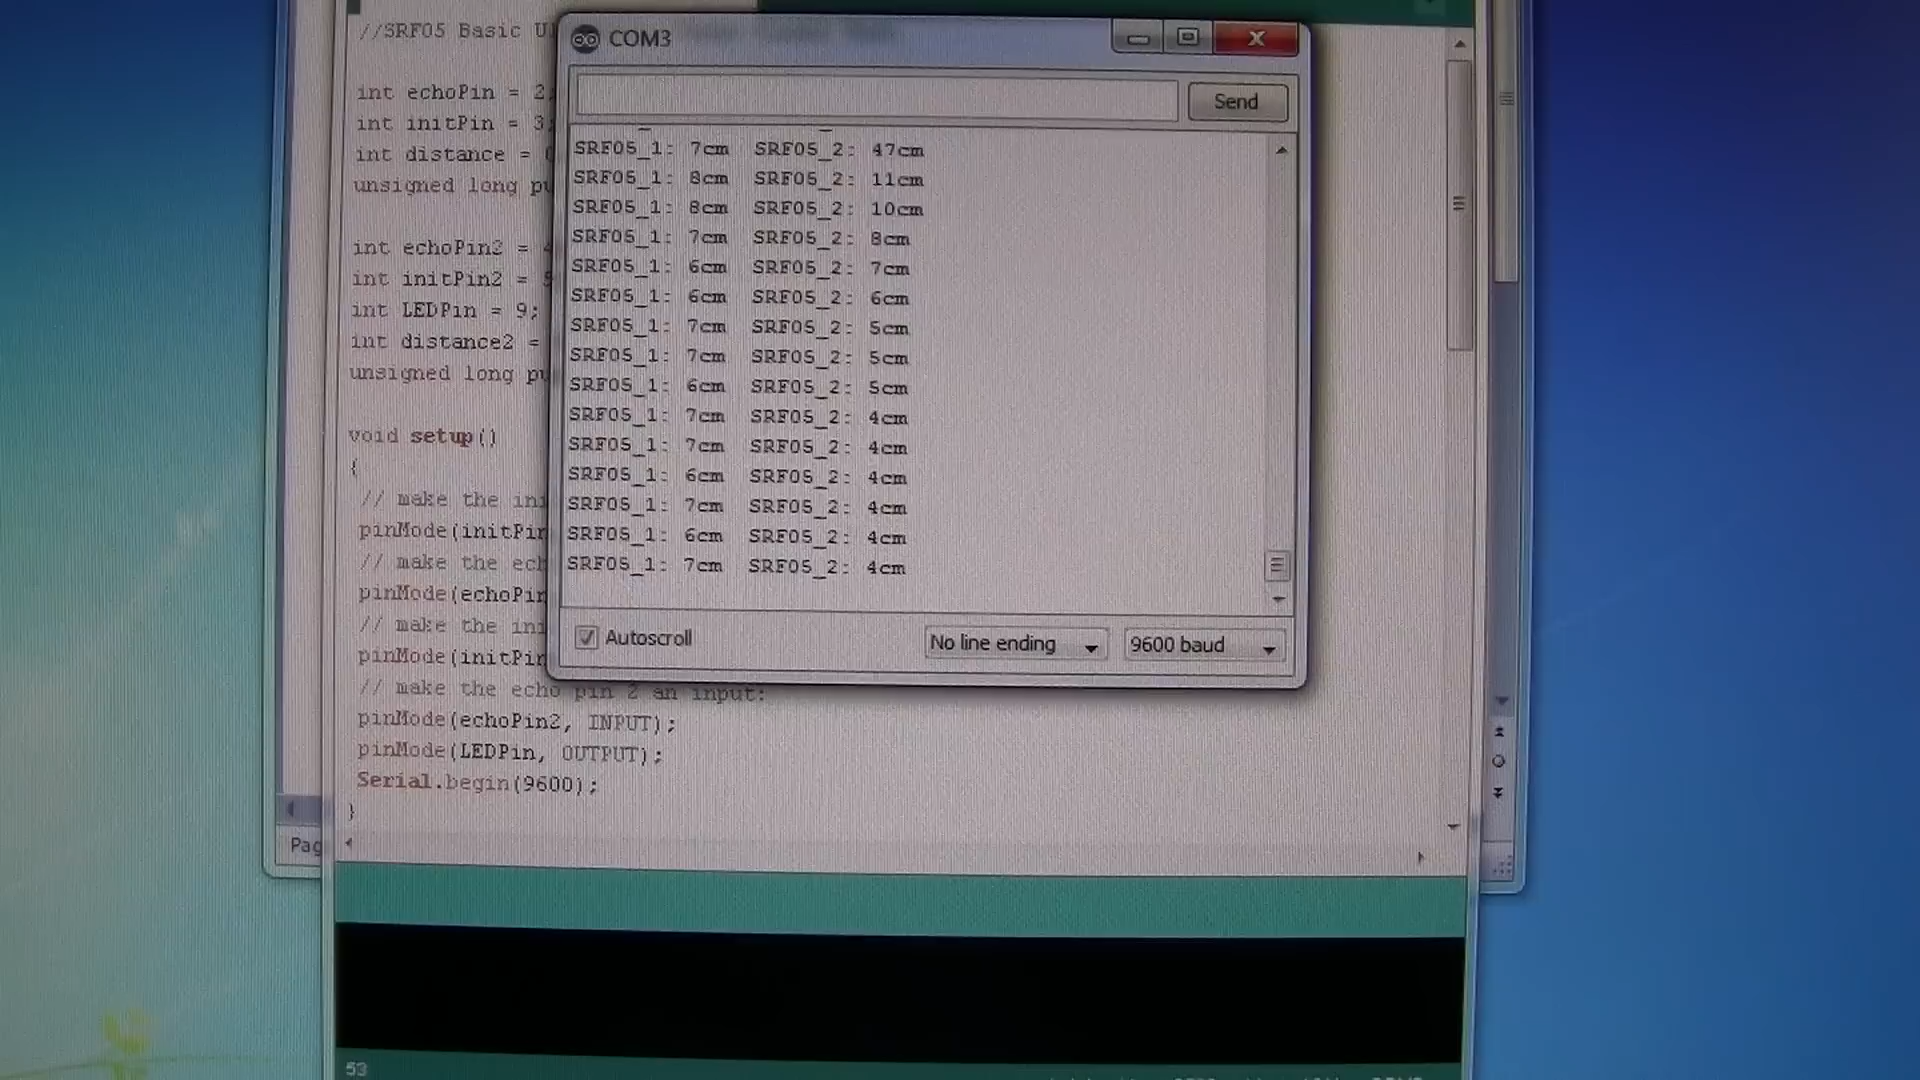 //SRF05 Basic
int echoPin = 2;
int initPin = 3;
int distance =
unsigned long
int echoPin2 =
int initPin2 =
int LEDPin = 9;
int distance2 =
unsigned long
void setup()
{
// make the
pinMode(initPin
// make the
pinMode(echoPin
// make the
pinMode(initPin
// make the echo pin 2 an input:
pinMode(echoPin2, INPUT);
pinMode(LEDPin, OUTPUT);
Serial.begin(9600);
}
COM3
Send
SRF05_1: 7cm SRF05_2: 47cm
SRF05_1: 8cm SRF05_2: 11cm
SRF05_1: 8cm SRF05_2: 10cm
SRF05_1: 7cm SRF05_2: 8cm
SRF05_1: 6cm SRF05_2: 7cm
SRF05_1: 6cm SRF05_2: 6cm
SRF05_1: 7cm SRF05_2: 5cm
SRF05_1: 7cm SRF05_2: 5cm
SRF05_1: 6cm SRF05_2: 5cm
SRF05_1: 7cm SRF05_2: 4cm
SRF05_1: 7cm SRF05_2: 4cm
SRF05_1: 6cm SRF05_2: 4cm
SRF05_1: 7cm SRF05_2: 4cm
SRF05_1: 6cm SRF05_2: 4cm
SRF05_1: 7cm SRF05_2: 4cm
Autoscroll
No line ending
9600 baud
Pag
53